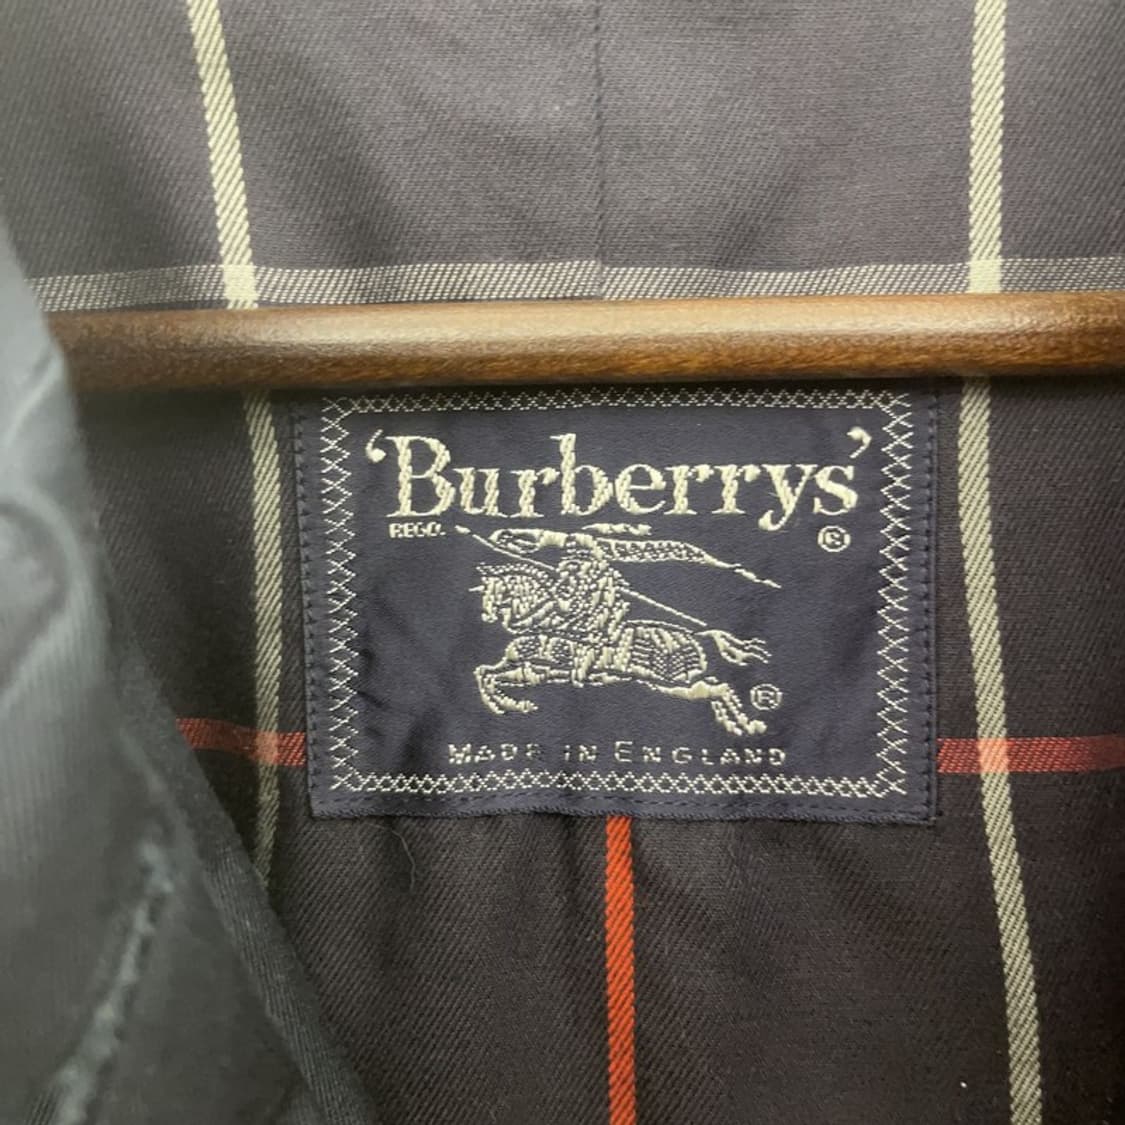 'Burberrys'
REGD. ®
®
MADE IN ENGLAND